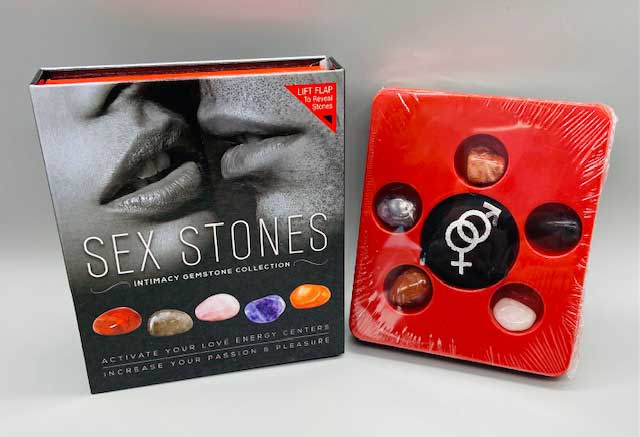 LIFT FLAP
To Reveal
Stones
SEX STONES
INTIMACY GEMSTONE COLLECTION
ACTIVATE YOUR LOVE ENERGY CENTERS
INCREASE YOUR PASSION & PLEASURE